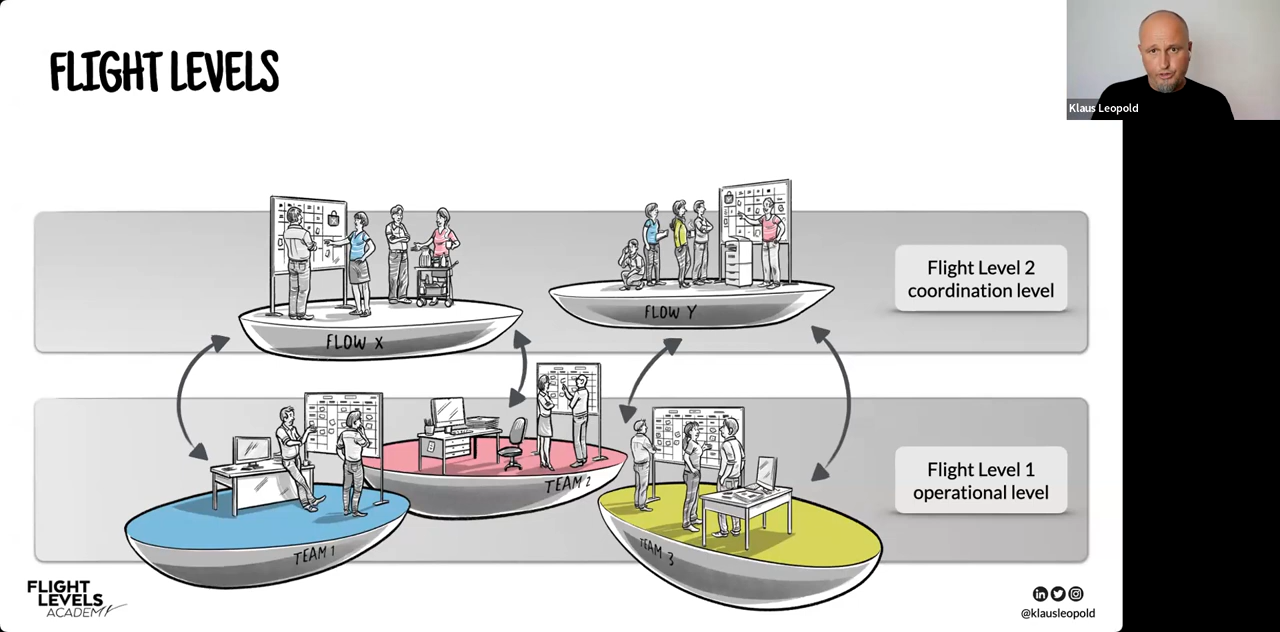 FLIGHT LEVELS
Klaus Leopold
Flight Level 2
coordination level
FLOW X
FLOW Y
Flight Level 1
operational level
TEAM 1
TEAM 2
TEAM 3
FLIGHT
LEVELS
ACADEMY
@klausleopold